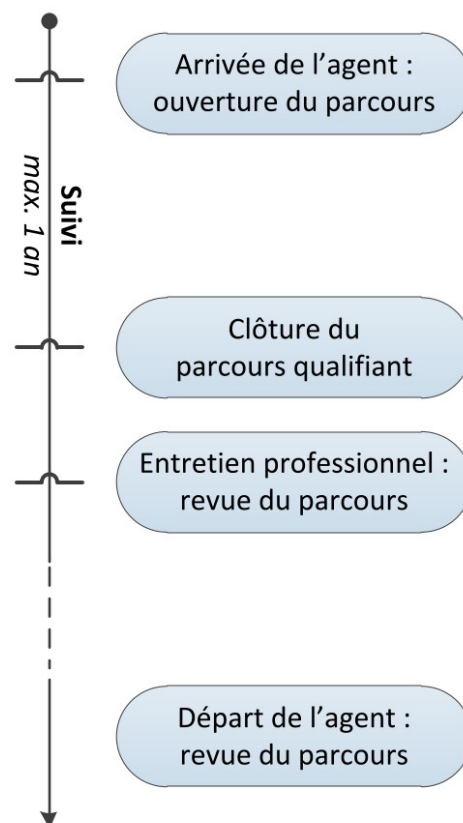 Arrivée de l’agent :
ouverture du parcours
Suivi
max. 1 an
Clôture du
parcours qualifiant
Entretien professionnel :
revue du parcours
Départ de l’agent :
revue du parcours